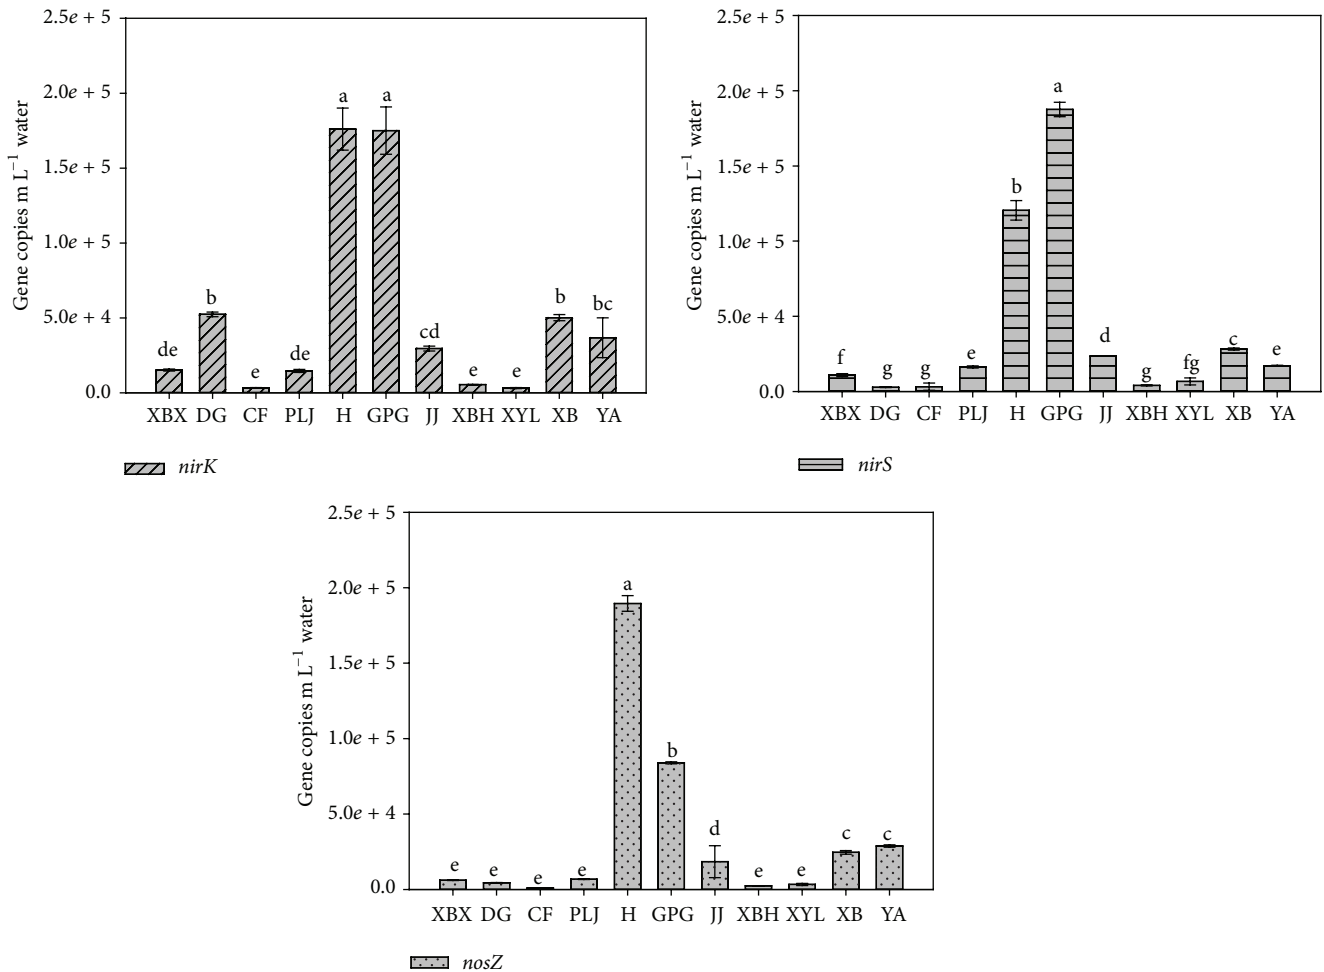 2.5e + 5
2.0e + 5
1.5e + 5
1.0e + 5
5.0e + 4
0.0
Gene copies m L⁻¹ water
de
b
e
de
a
a
cd
e
e
b
bc
XBX DG CF PLJ H GPG JJ XBH XYL XB YA
nirK
2.5e + 5
2.0e + 5
1.5e + 5
1.0e + 5
5.0e + 4
0.0
Gene copies m L⁻¹ water
f
g
g
e
b
a
d
g
fg
c
e
XBX DG CF PLJ H GPG JJ XBH XYL XB YA
nirS
2.5e + 5
2.0e + 5
1.5e + 5
1.0e + 5
5.0e + 4
0.0
Gene copies m L⁻¹ water
e
e
e
e
a
b
d
e
e
c
c
XBX DG CF PLJ H GPG JJ XBH XYL XB YA
nosZ